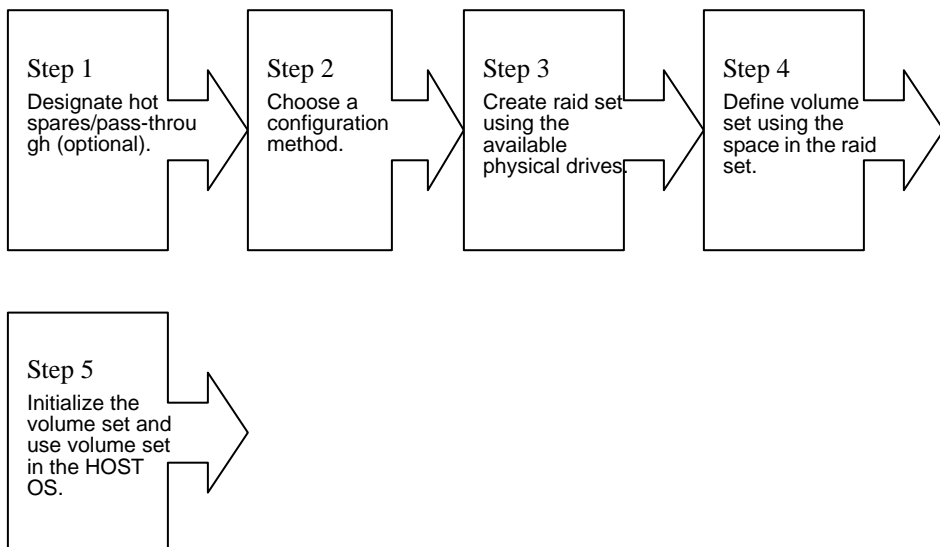 Step 1
Designate hot
spares/pass-throu
gh (optional).
Step 2
Choose a
configuration
method.
Step 3
Create raid set
using the
available
physical drives.
Step 4
Define volume
set using the
space in the raid
set.
Step 5
Initialize the
volume set and
use volume set
in the HOST
OS.